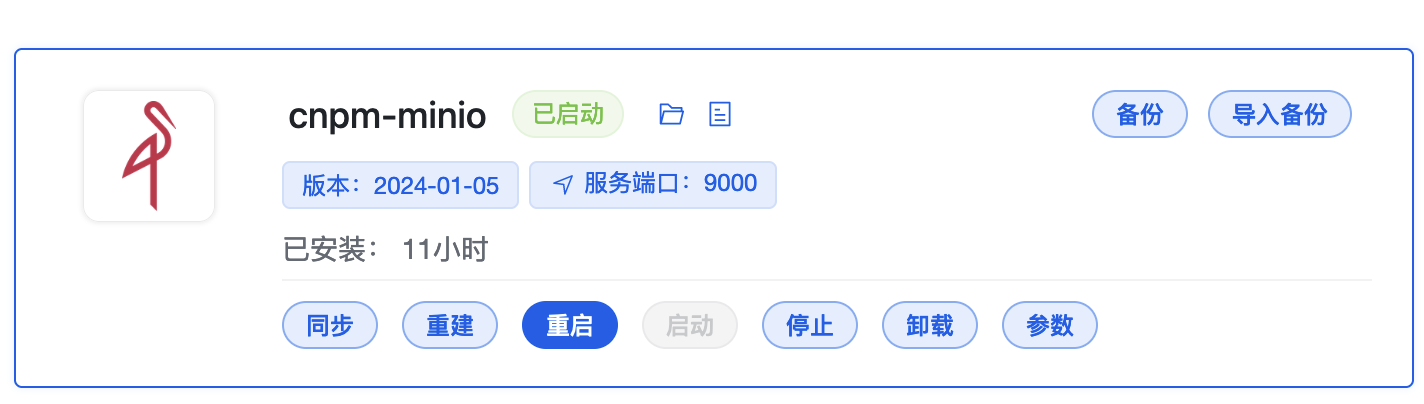 cnpm-minio 已启动 备份 导入备份
版本：2024-01-05 服务端口：9000
已安装： 11小时
同步 重建 重启 启动 停止 卸载 参数